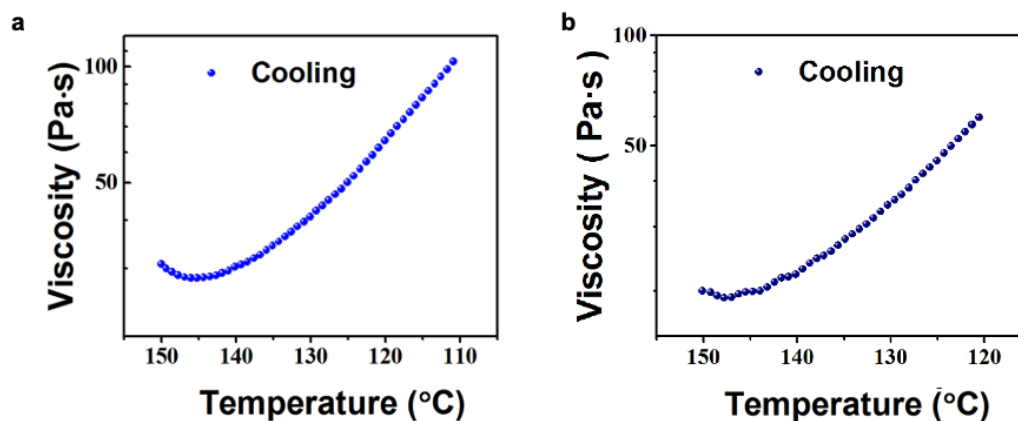 a
Viscosity (Pa·s)
100
50
Cooling
150 140 130 120 110
Temperature (°C)
b
Viscosity ( Pa·s)
100
50
Cooling
150 140 130 120
Temperature (°C)